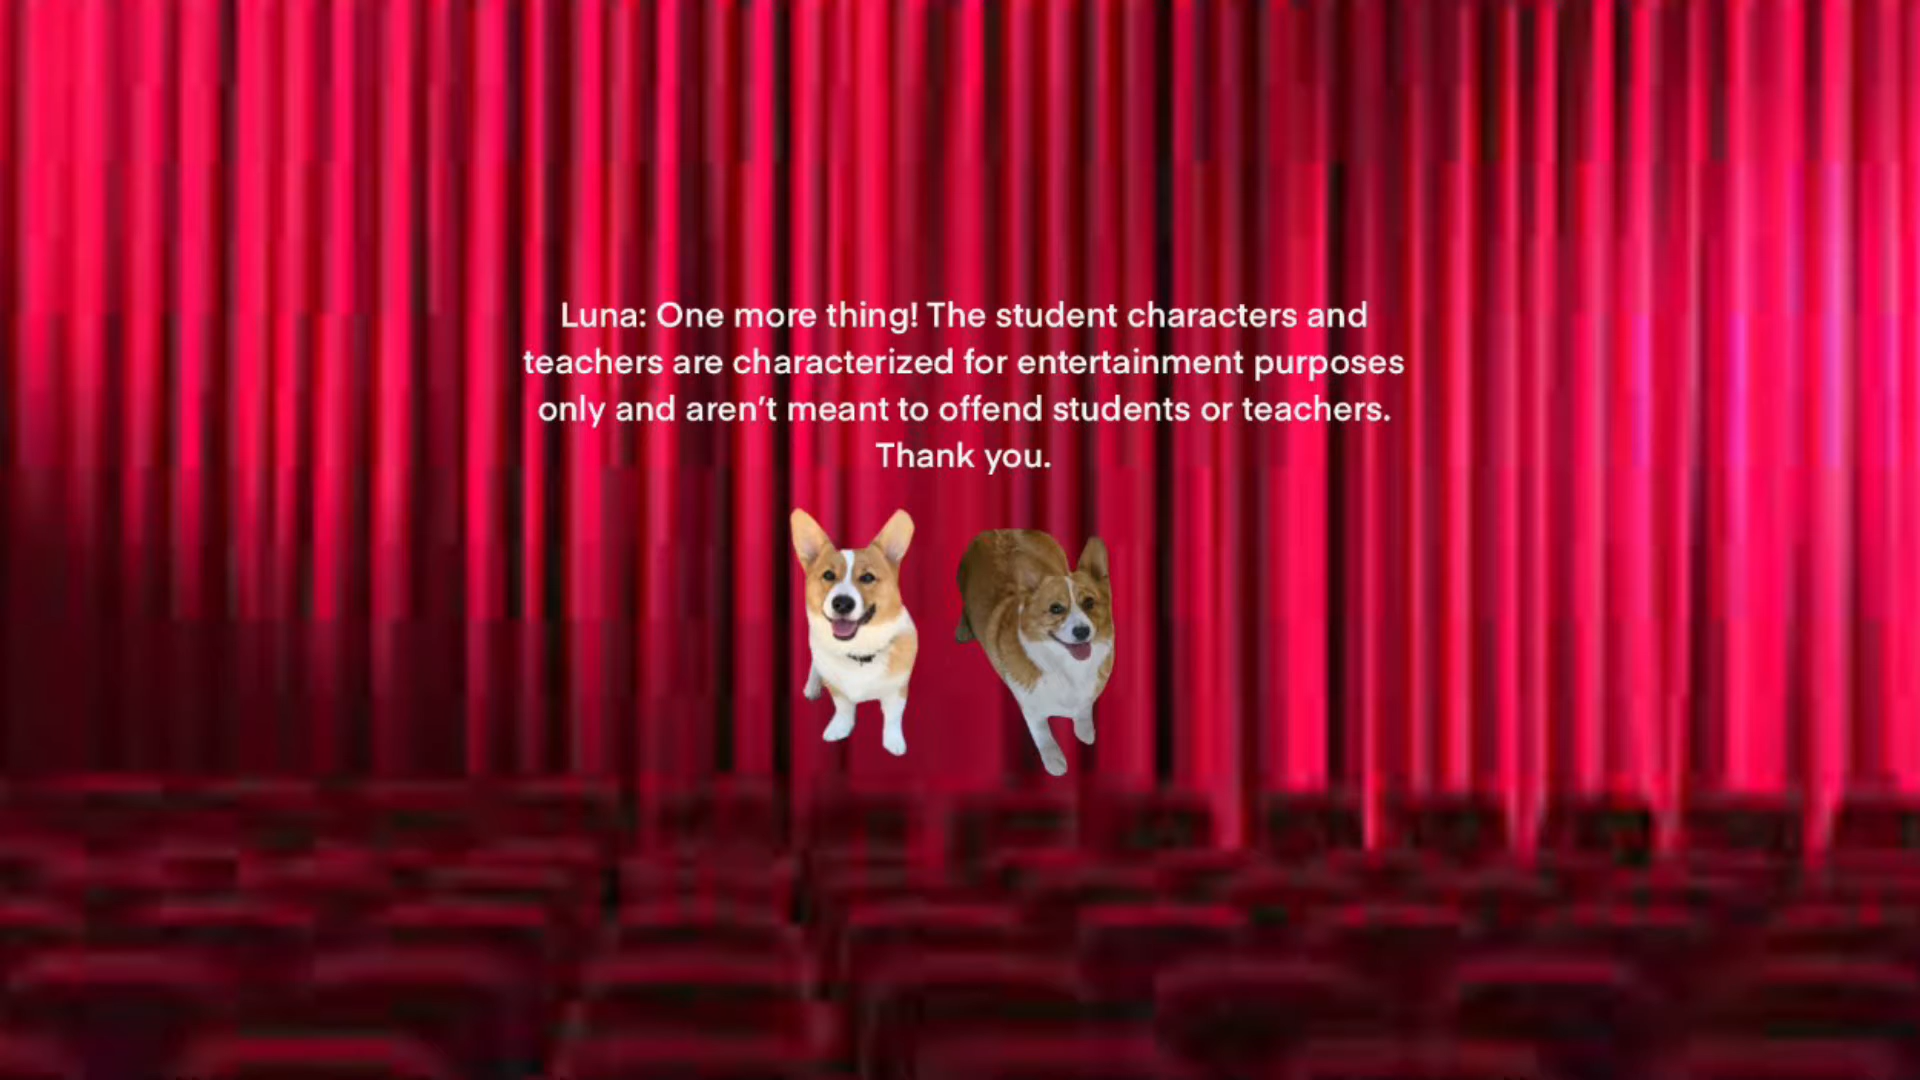 Luna: One more thing! The student characters and
teachers are characterized for entertainment purposes
only and aren’t meant to offend students or teachers.
Thank you.